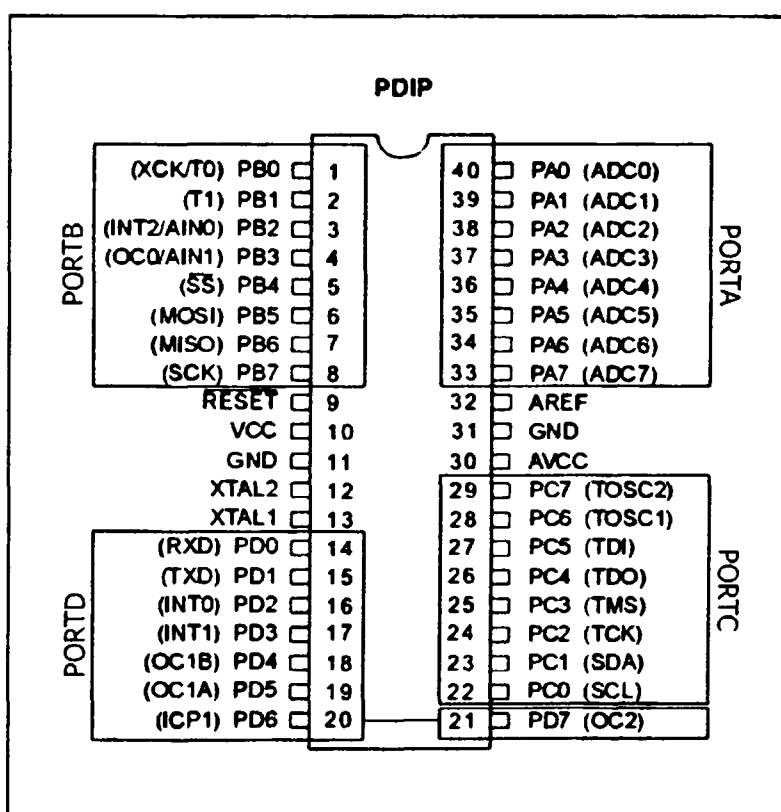 PDIP
PORTB
(XCK/T0) PB0 1
(T1) PB1 2
(INT2/AIN0) PB2 3
(OC0/AIN1) PB3 4
(SS) PB4 5
(MOSI) PB5 6
(MISO) PB6 7
(SCK) PB7 8
RESET 9
VCC 10
GND 11
XTAL2 12
XTAL1 13
PORTD
(RXD) PD0 14
(TXD) PD1 15
(INT0) PD2 16
(INT1) PD3 17
(OC1B) PD4 18
(OC1A) PD5 19
(ICP1) PD6 20
40 PA0 (ADC0)
39 PA1 (ADC1)
38 PA2 (ADC2)
37 PA3 (ADC3)
36 PA4 (ADC4)
35 PA5 (ADC5)
34 PA6 (ADC6)
33 PA7 (ADC7)
PORTA
32 AREF
31 GND
30 AVCC
29 PC7 (TOSC2)
28 PC6 (TOSC1)
27 PC5 (TDI)
26 PC4 (TDO)
25 PC3 (TMS)
24 PC2 (TCK)
23 PC1 (SDA)
22 PC0 (SCL)
PORTC
21 PD7 (OC2)